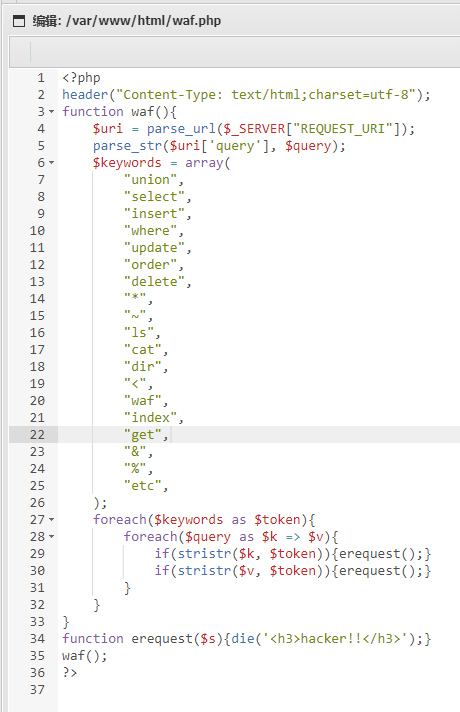 编辑: /var/www/html/waf.php
1 <?php
2 header("Content-Type: text/html;charset=utf-8");
3 function waf(){
4     $uri = parse_url($_SERVER["REQUEST_URI"]);
5     parse_str($uri['query'], $query);
6     $keywords = array(
7         "union",
8         "select",
9         "insert",
10         "where",
11         "update",
12         "order",
13         "delete",
14         "*",
15         "~",
16         "ls",
17         "cat",
18         "dir",
19         "<",
20         "waf",
21         "index",
22         "get",
23         "&",
24         "%",
25         "etc",
26     );
27     foreach($keywords as $token){
28         foreach($query as $k => $v){
29             if(stristr($k, $token)){erequest();}
30             if(stristr($v, $token)){erequest();}
31         }
32     }
33 }
34 function erequest($s){die('<h3>hacker!!</h3>');}
35 waf();
36 ?>
37